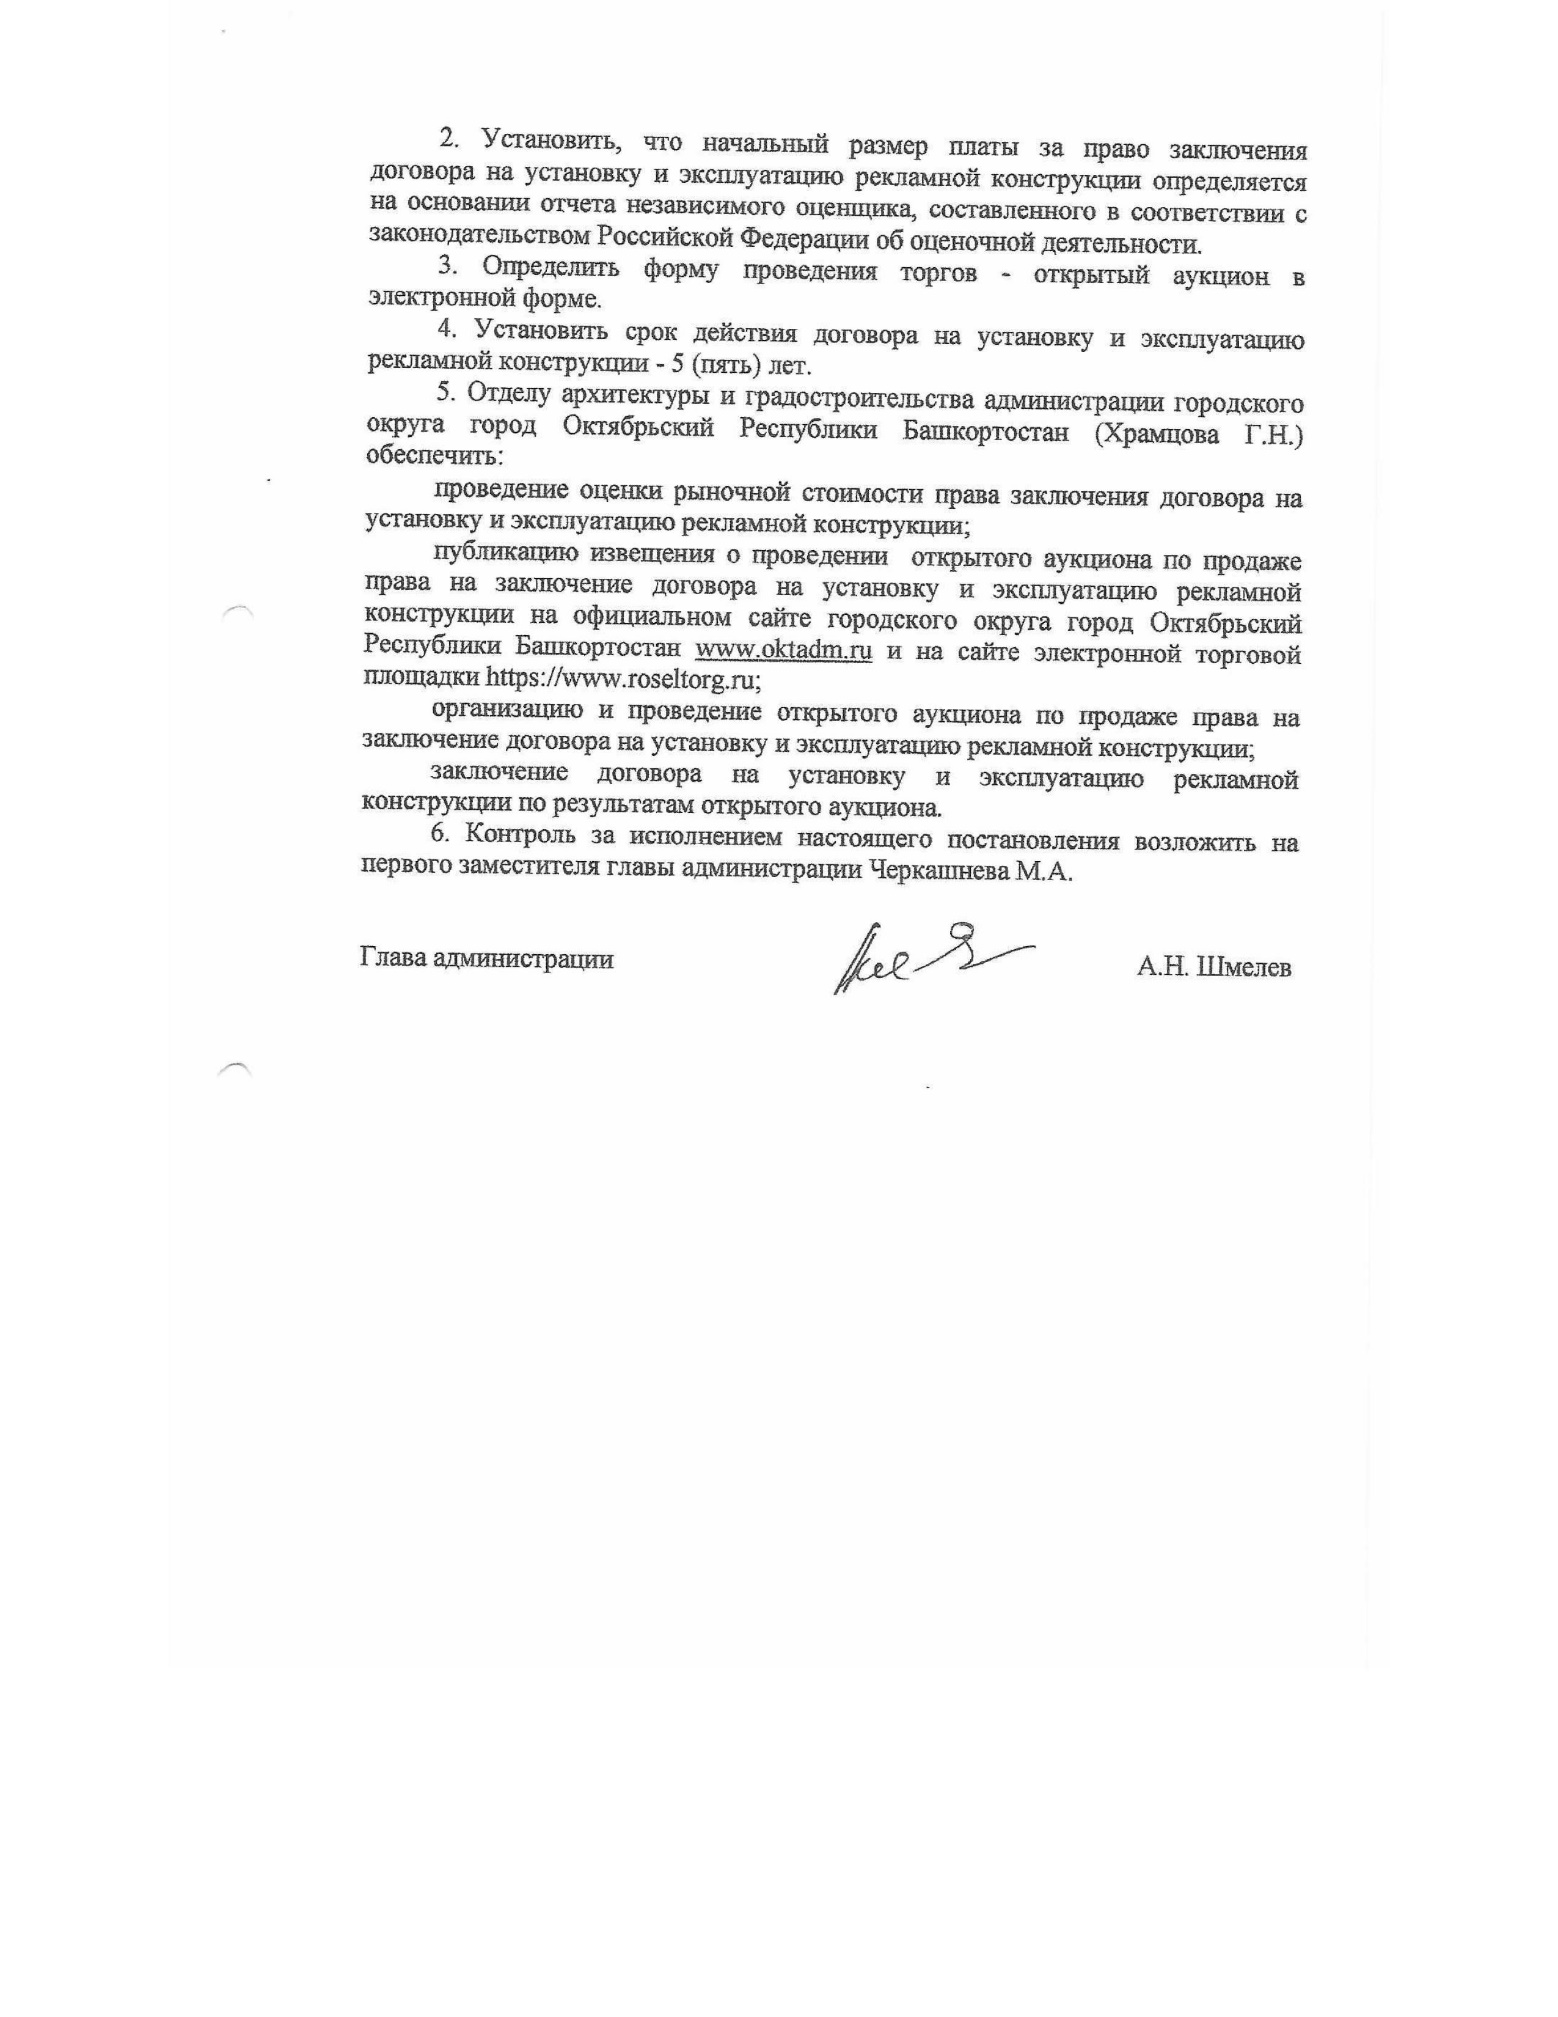 2. Установить, что начальный размер платы за право заключения
договора на установку и эксплуатацию рекламной конструкции определяется
на основании отчета независимого оценщика, составленного в соответствии с
законодательством Российской Федерации об оценочной деятельности.
3. Определить форму проведения торгов - открытый аукцион в
электронной форме.
4. Установить срок действия договора на установку и эксплуатацию
рекламной конструкции - 5 (пять) лет.
5. Отделу архитектуры и градостроительства администрации городского
округа город Октябрьский Республики Башкортостан (Храмцова Г.Н.)
обеспечить:
проведение оценки рыночной стоимости права заключения договора на
установку и эксплуатацию рекламной конструкции;
публикацию извещения о проведении открытого аукциона по продаже
права на заключение договора на установку и эксплуатацию рекламной
конструкции на официальном сайте городского округа город Октябрьский
Республики Башкортостан www.oktadm.ru и на сайте электронной торговой
площадки https://www.roseltorg.ru;
организацию и проведение открытого аукциона по продаже права на
заключение договора на установку и эксплуатацию рекламной конструкции;
заключение договора на установку и эксплуатацию рекламной
конструкции по результатам открытого аукциона.
6. Контроль за исполнением настоящего постановления возложить на
первого заместителя главы администрации Черкашнева М.А.
Глава администрации А.Н. Шмелев